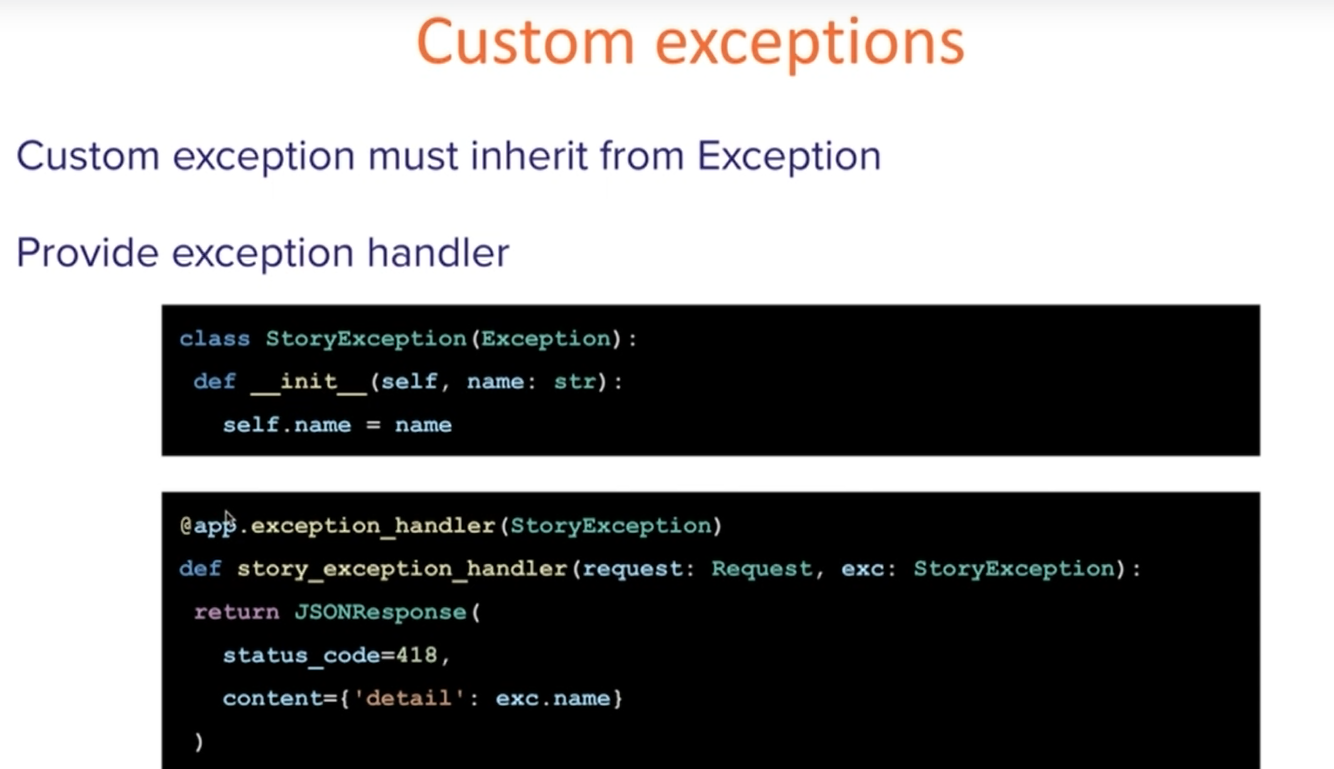 Custom exceptions
Custom exception must inherit from Exception
Provide exception handler
class StoryException(Exception):
 def __init__(self, name: str):
   self.name = name
@app.exception_handler(StoryException)
def story_exception_handler(request: Request, exc: StoryException):
 return JSONResponse(
   status_code=418,
   content={'detail': exc.name}
 )